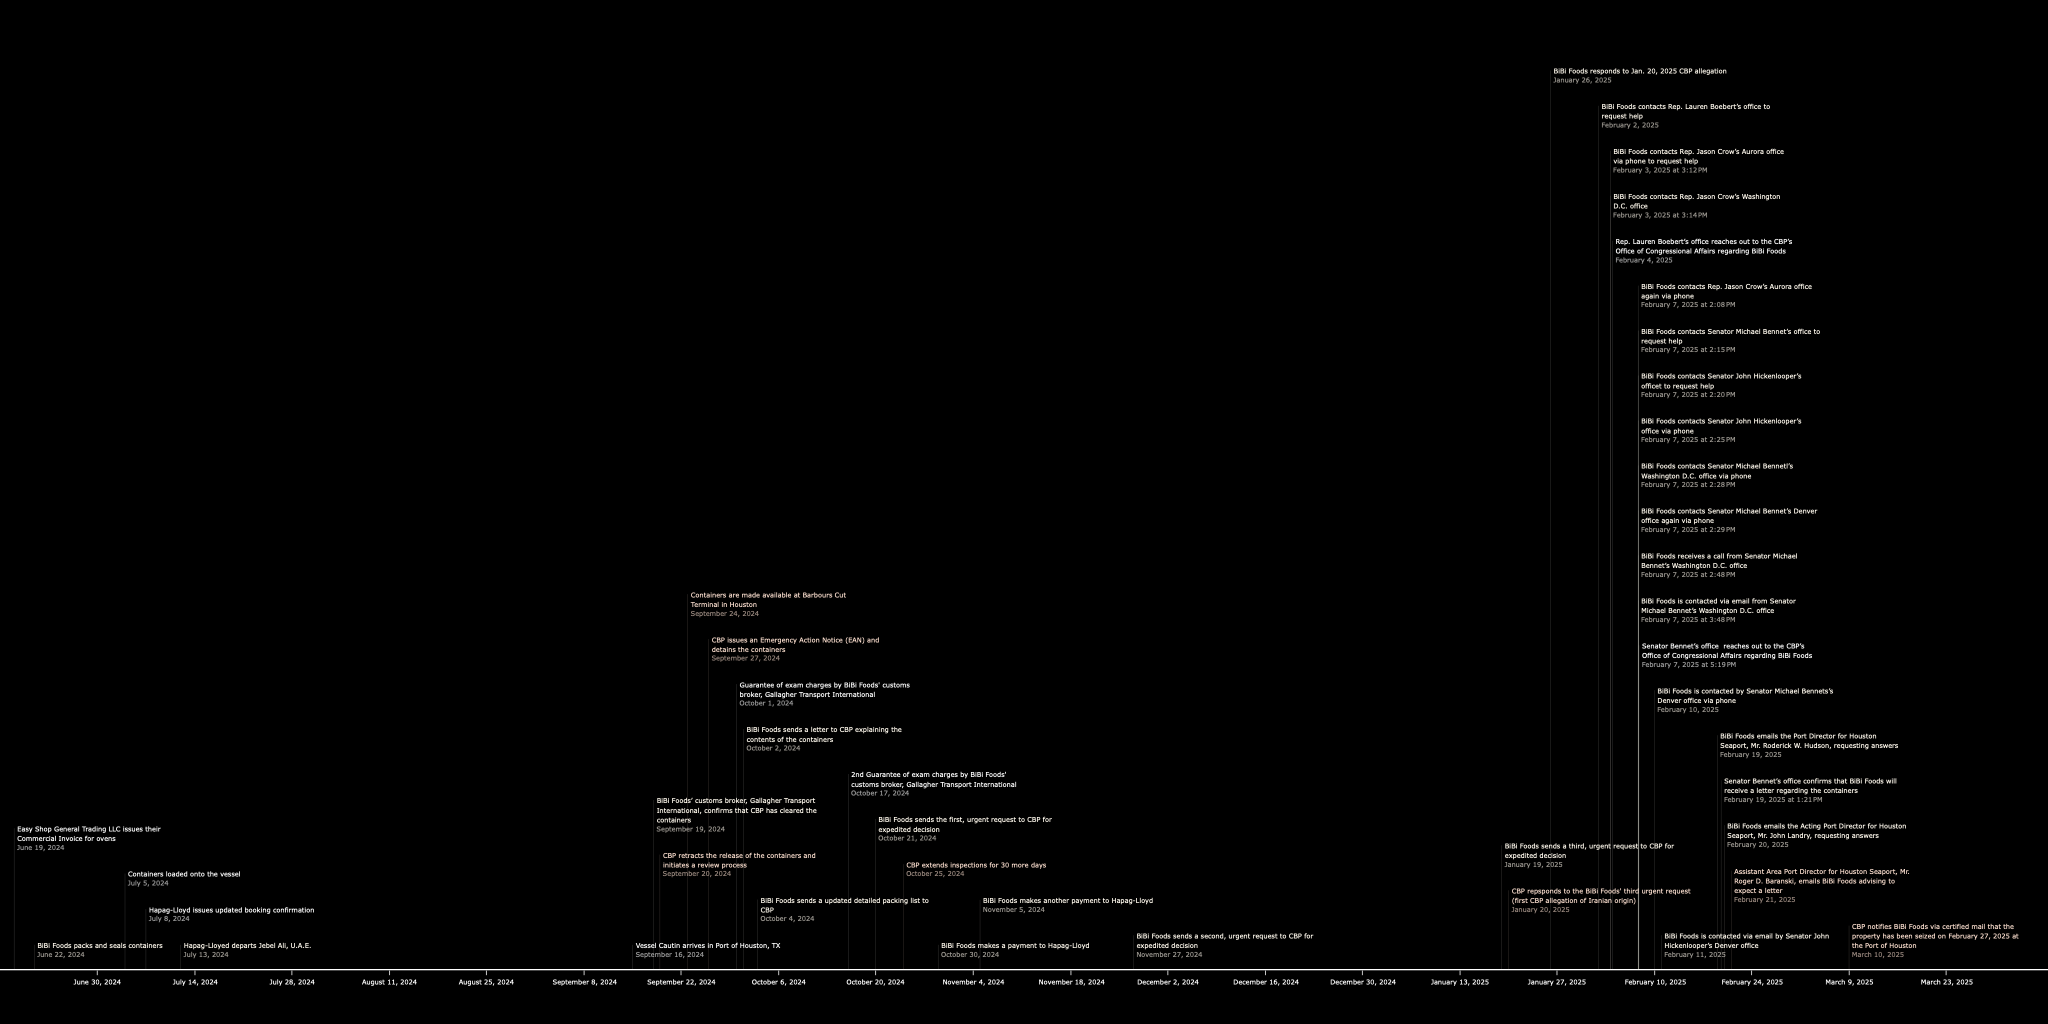 BiBi Foods responds to Jan. 20, 2025 CBP allegation
January 26, 2025
BiBi Foods contacts Rep. Lauren Boebert's office to
request help
February 2, 2025
BiBi Foods contacts Rep. Jason Crow's Aurora office
via phone to request help
February 3, 2025 at 3:12 PM
BiBi Foods contacts Rep. Jason Crow's Washington
D.C. office
February 3, 2025 at 3:14 PM
Rep. Lauren Boebert's office reaches out to the CBP's
Office of Congressional Affairs regarding BiBi Foods
February 4, 2025
BiBi Foods contacts Rep. Jason Crow's Aurora office
again via phone
February 7, 2025 at 2:08 PM
BiBi Foods contacts Senator Michael Bennet's office to
request help
February 7, 2025 at 2:15 PM
BiBi Foods contacts Senator John Hickenlooper's
officet to request help
February 7, 2025 at 2:20 PM
BiBi Foods contacts Senator John Hickenlooper's
office via phone
February 7, 2025 at 2:25 PM
BiBi Foods contacts Senator Michael Bennetl's
Washington D.C. office via phone
February 7, 2025 at 2:28 PM
BiBi Foods contacts Senator Michael Bennet's Denver
office again via phone
February 7, 2025 at 2:29 PM
BiBi Foods receives a call from Senator Michael
Bennet's Washington D.C. office
February 7, 2025 at 2:48 PM
BiBi Foods is contacted via email from Senator
Michael Bennet's Washington D.C. office
February 7, 2025 at 3:48 PM
Senator Bennet's office  reaches out to the CBP's
Office of Congressional Affairs regarding BiBi Foods
February 7, 2025 at 5:19 PM
BiBi Foods is contacted by Senator Michael Bennets's
Denver office via phone
February 10, 2025
BiBi Foods emails the Port Director for Houston
Seaport, Mr. Roderick W. Hudson, requesting answers
February 19, 2025
Senator Bennet's office confirms that BiBi Foods will
receive a letter regarding the containers
February 19, 2025 at 1:21 PM
BiBi Foods emails the Acting Port Director for Houston
Seaport, Mr. John Landry, requesting answers
February 20, 2025
Assistant Area Port Director for Houston Seaport, Mr.
Roger D. Baranski, emails BiBi Foods advising to
expect a letter
February 21, 2025
CBP notifies BiBi Foods via certified mail that the
property has been seized on February 27, 2025 at
the Port of Houston
March 10, 2025
BiBi Foods is contacted via email by Senator John
Hickenlooper's Denver office
February 11, 2025
Containers are made available at Barbours Cut
Terminal in Houston
September 24, 2024
CBP issues an Emergency Action Notice (EAN) and
detains the containers
September 27, 2024
Guarantee of exam charges by BiBi Foods' customs
broker, Gallagher Transport International
October 1, 2024
BiBi Foods sends a letter to CBP explaining the
contents of the containers
October 2, 2024
2nd Guarantee of exam charges by BiBi Foods'
customs broker, Gallagher Transport International
October 17, 2024
BiBi Foods' customs broker, Gallagher Transport
International, confirms that CBP has cleared the
containers
September 19, 2024
BiBi Foods sends the first, urgent request to CBP for
expedited decision
October 21, 2024
CBP retracts the release of the containers and
initiates a review process
September 20, 2024
CBP extends inspections for 30 more days
October 25, 2024
BiBi Foods sends a updated detailed packing list to
CBP
October 4, 2024
BiBi Foods makes another payment to Hapag-Lloyd
November 5, 2024
Vessel Cautin arrives in Port of Houston, TX
September 16, 2024
BiBi Foods makes a payment to Hapag-Lloyd
October 30, 2024
BiBi Foods sends a second, urgent request to CBP for
expedited decision
November 27, 2024
BiBi Foods sends a third, urgent request to CBP for
expedited decision
January 19, 2025
CBP repsponds to the BiBi Foods' third urgent request
(first CBP allegation of Iranian origin)
January 20, 2025
Easy Shop General Trading LLC issues their
Commercial Invoice for ovens
June 19, 2024
Containers loaded onto the vessel
July 5, 2024
Hapag-Lloyd issues updated booking confirmation
July 8, 2024
BiBi Foods packs and seals containers
June 22, 2024
Hapag-Lloyed departs Jebel Ali, U.A.E.
July 13, 2024
June 30, 2024
July 14, 2024
July 28, 2024
August 11, 2024
August 25, 2024
September 8, 2024
September 22, 2024
October 6, 2024
October 20, 2024
November 4, 2024
November 18, 2024
December 2, 2024
December 16, 2024
December 30, 2024
January 13, 2025
January 27, 2025
February 10, 2025
February 24, 2025
March 9, 2025
March 23, 2025